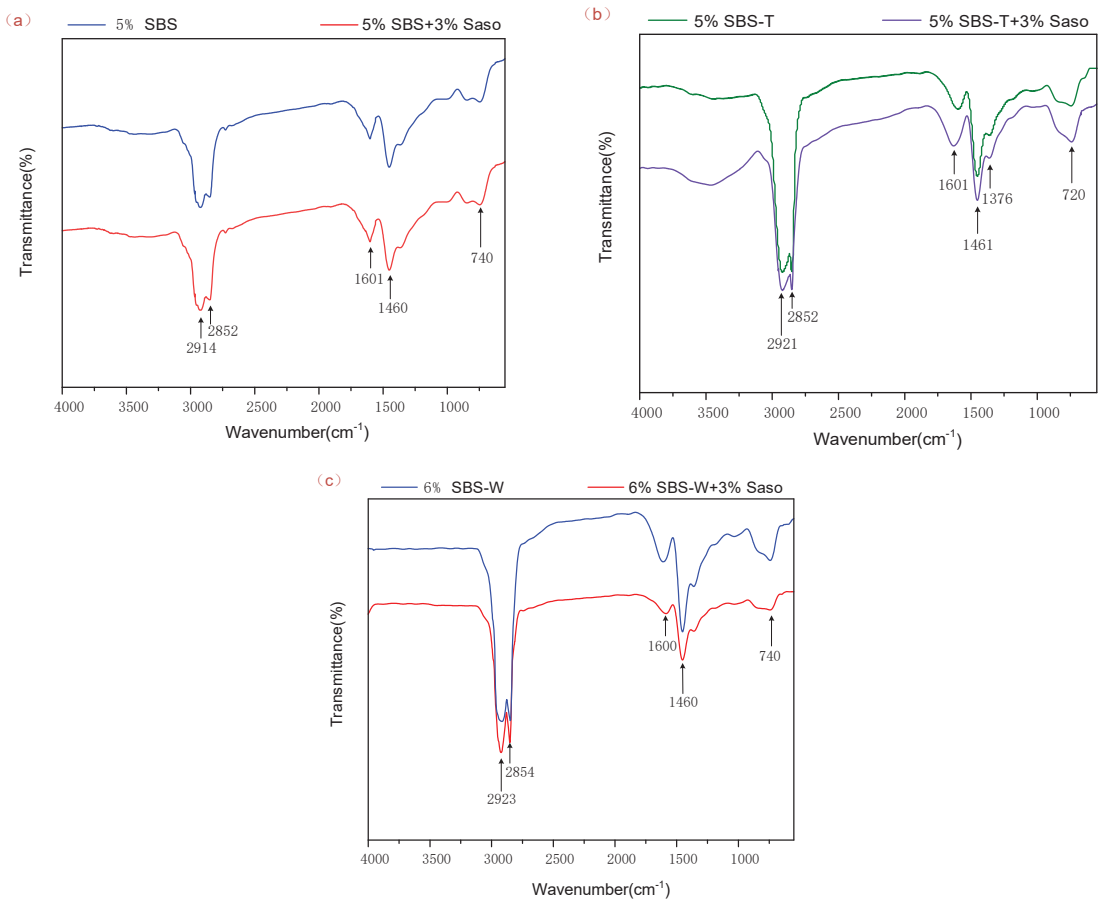 (a)
5% SBS
5% SBS+3% Saso
Transmittance(%)
1601
1460
740
2852
2914
4000 3500 3000 2500 2000 1500 1000
Wavenumber(cm⁻¹)
(b)
5% SBS-T
5% SBS-T+3% Saso
Transmittance(%)
1601
1376
720
1461
2852
2921
4000 3500 3000 2500 2000 1500 1000
Wavenumber(cm⁻¹)
(c)
6% SBS-W
6% SBS-W+3% Saso
Transmittance(%)
1600
740
1460
2854
2923
4000 3500 3000 2500 2000 1500 1000
Wavenumber(cm⁻¹)